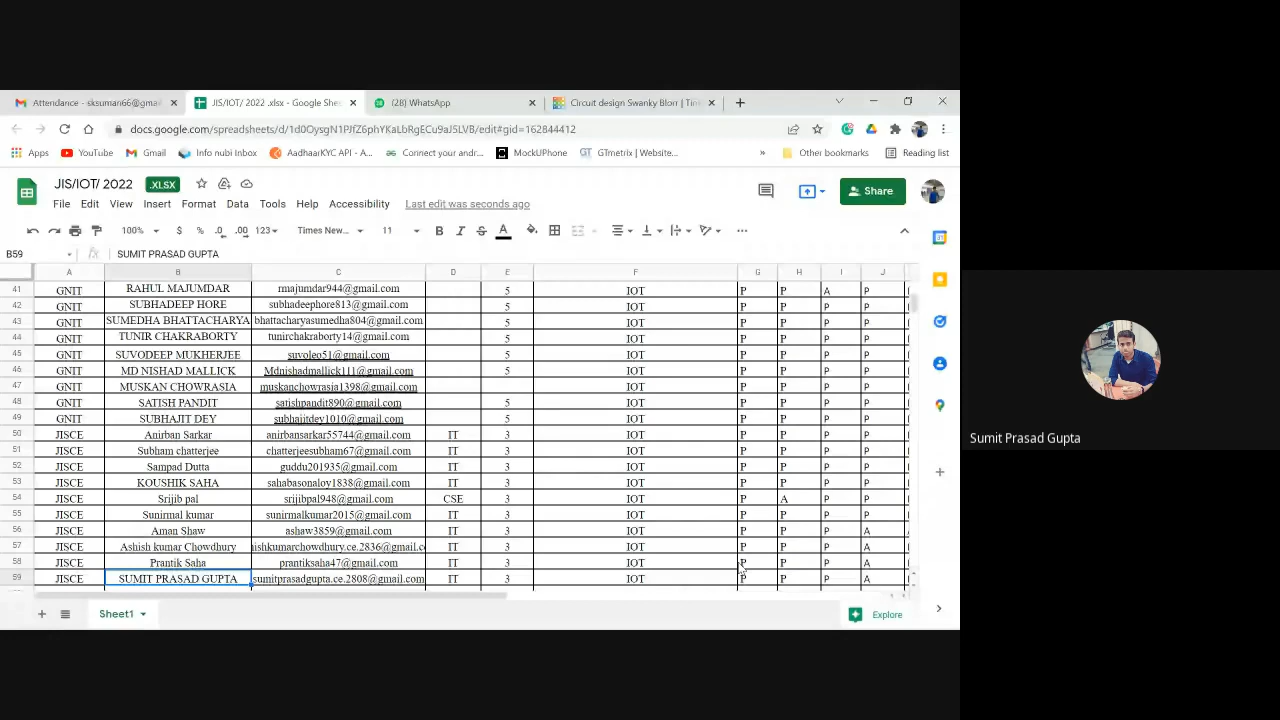 Attendance - sksuman66@gmai
JIS/IOT/ 2022 .xlsx - Google Shee
(28) WhatsApp
Circuit design Swanky Blorr | Tin
docs.google.com/spreadsheets/d/1d0OysgN1PJfZ6phYKaLbRgECu9aJ5LVB/edit#gid=162844412
Apps YouTube Gmail Info nubi Inbox AadhaarKYC API - A... Connect your andr... MockUPhone GTmetrix | Website... » Other bookmarks Reading list
JIS/IOT/ 2022 .XLSX
Share
File Edit View Insert Format Data Tools Help Accessibility Last edit was seconds ago
100% $ % .0 .00 123 Times New... 11 B I S A
B59 fx SUMIT PRASAD GUPTA
A B C D E F G H I J
41 GNIT RAHUL MAJUMDAR rmajumdar944@gmail.com 5 IOT P P A P
42 GNIT SUBHADEEP HORE subhadeephore813@gmail.com 5 IOT P P P P
43 GNIT SUMEDHA BHATTACHARYA bhattacharyasumedha804@gmail.com 5 IOT P P P P
44 GNIT TUNIR CHAKRABORTY tunirchakraborty14@gmail.com 5 IOT P P P P
45 GNIT SUVODEEP MUKHERJEE suvoleo51@gmail.com 5 IOT P P P P
46 GNIT MD NISHAD MALLICK Mdnishadmallick111@gmail.com 5 IOT P P P P
47 GNIT MUSKAN CHOWRASIA muskanchowrasia1398@gmail.com IOT P P P P
48 GNIT SATISH PANDIT satishpandit890@gmail.com 5 IOT P P P P
49 GNIT SUBHAJIT DEY subhajitdey1010@gmail.com 5 IOT P P P P
50 JISCE Anirban Sarkar anirbansarkar55744@gmail.com IT 3 IOT P P P P
51 JISCE Subham chatterjee chatterjeesubham67@gmail.com IT 3 IOT P P P P
52 JISCE Sampad Dutta guddu201935@gmail.com IT 3 IOT P P P P
53 JISCE KOUSHIK SAHA sahabasonaloy1838@gmail.com IT 3 IOT P P P P
54 JISCE Srijib pal srijibpal948@gmail.com CSE 3 IOT P A P P
55 JISCE Sunirmal kumar sunirmalkumar2015@gmail.com IT 3 IOT P P P P
56 JISCE Aman Shaw ashaw3859@gmail.com IT 3 IOT P P P A
57 JISCE Ashish kumar Chowdhury ishkumarchowdhury.ce.2836@gmail.c IT 3 IOT P P P A
58 JISCE Prantik Saha prantiksaha47@gmail.com IT 3 IOT P P P A
59 JISCE SUMIT PRASAD GUPTA sumitprasadgupta.ce.2808@gmail.com IT 3 IOT P P P A
Sheet1
Explore
Sumit Prasad Gupta